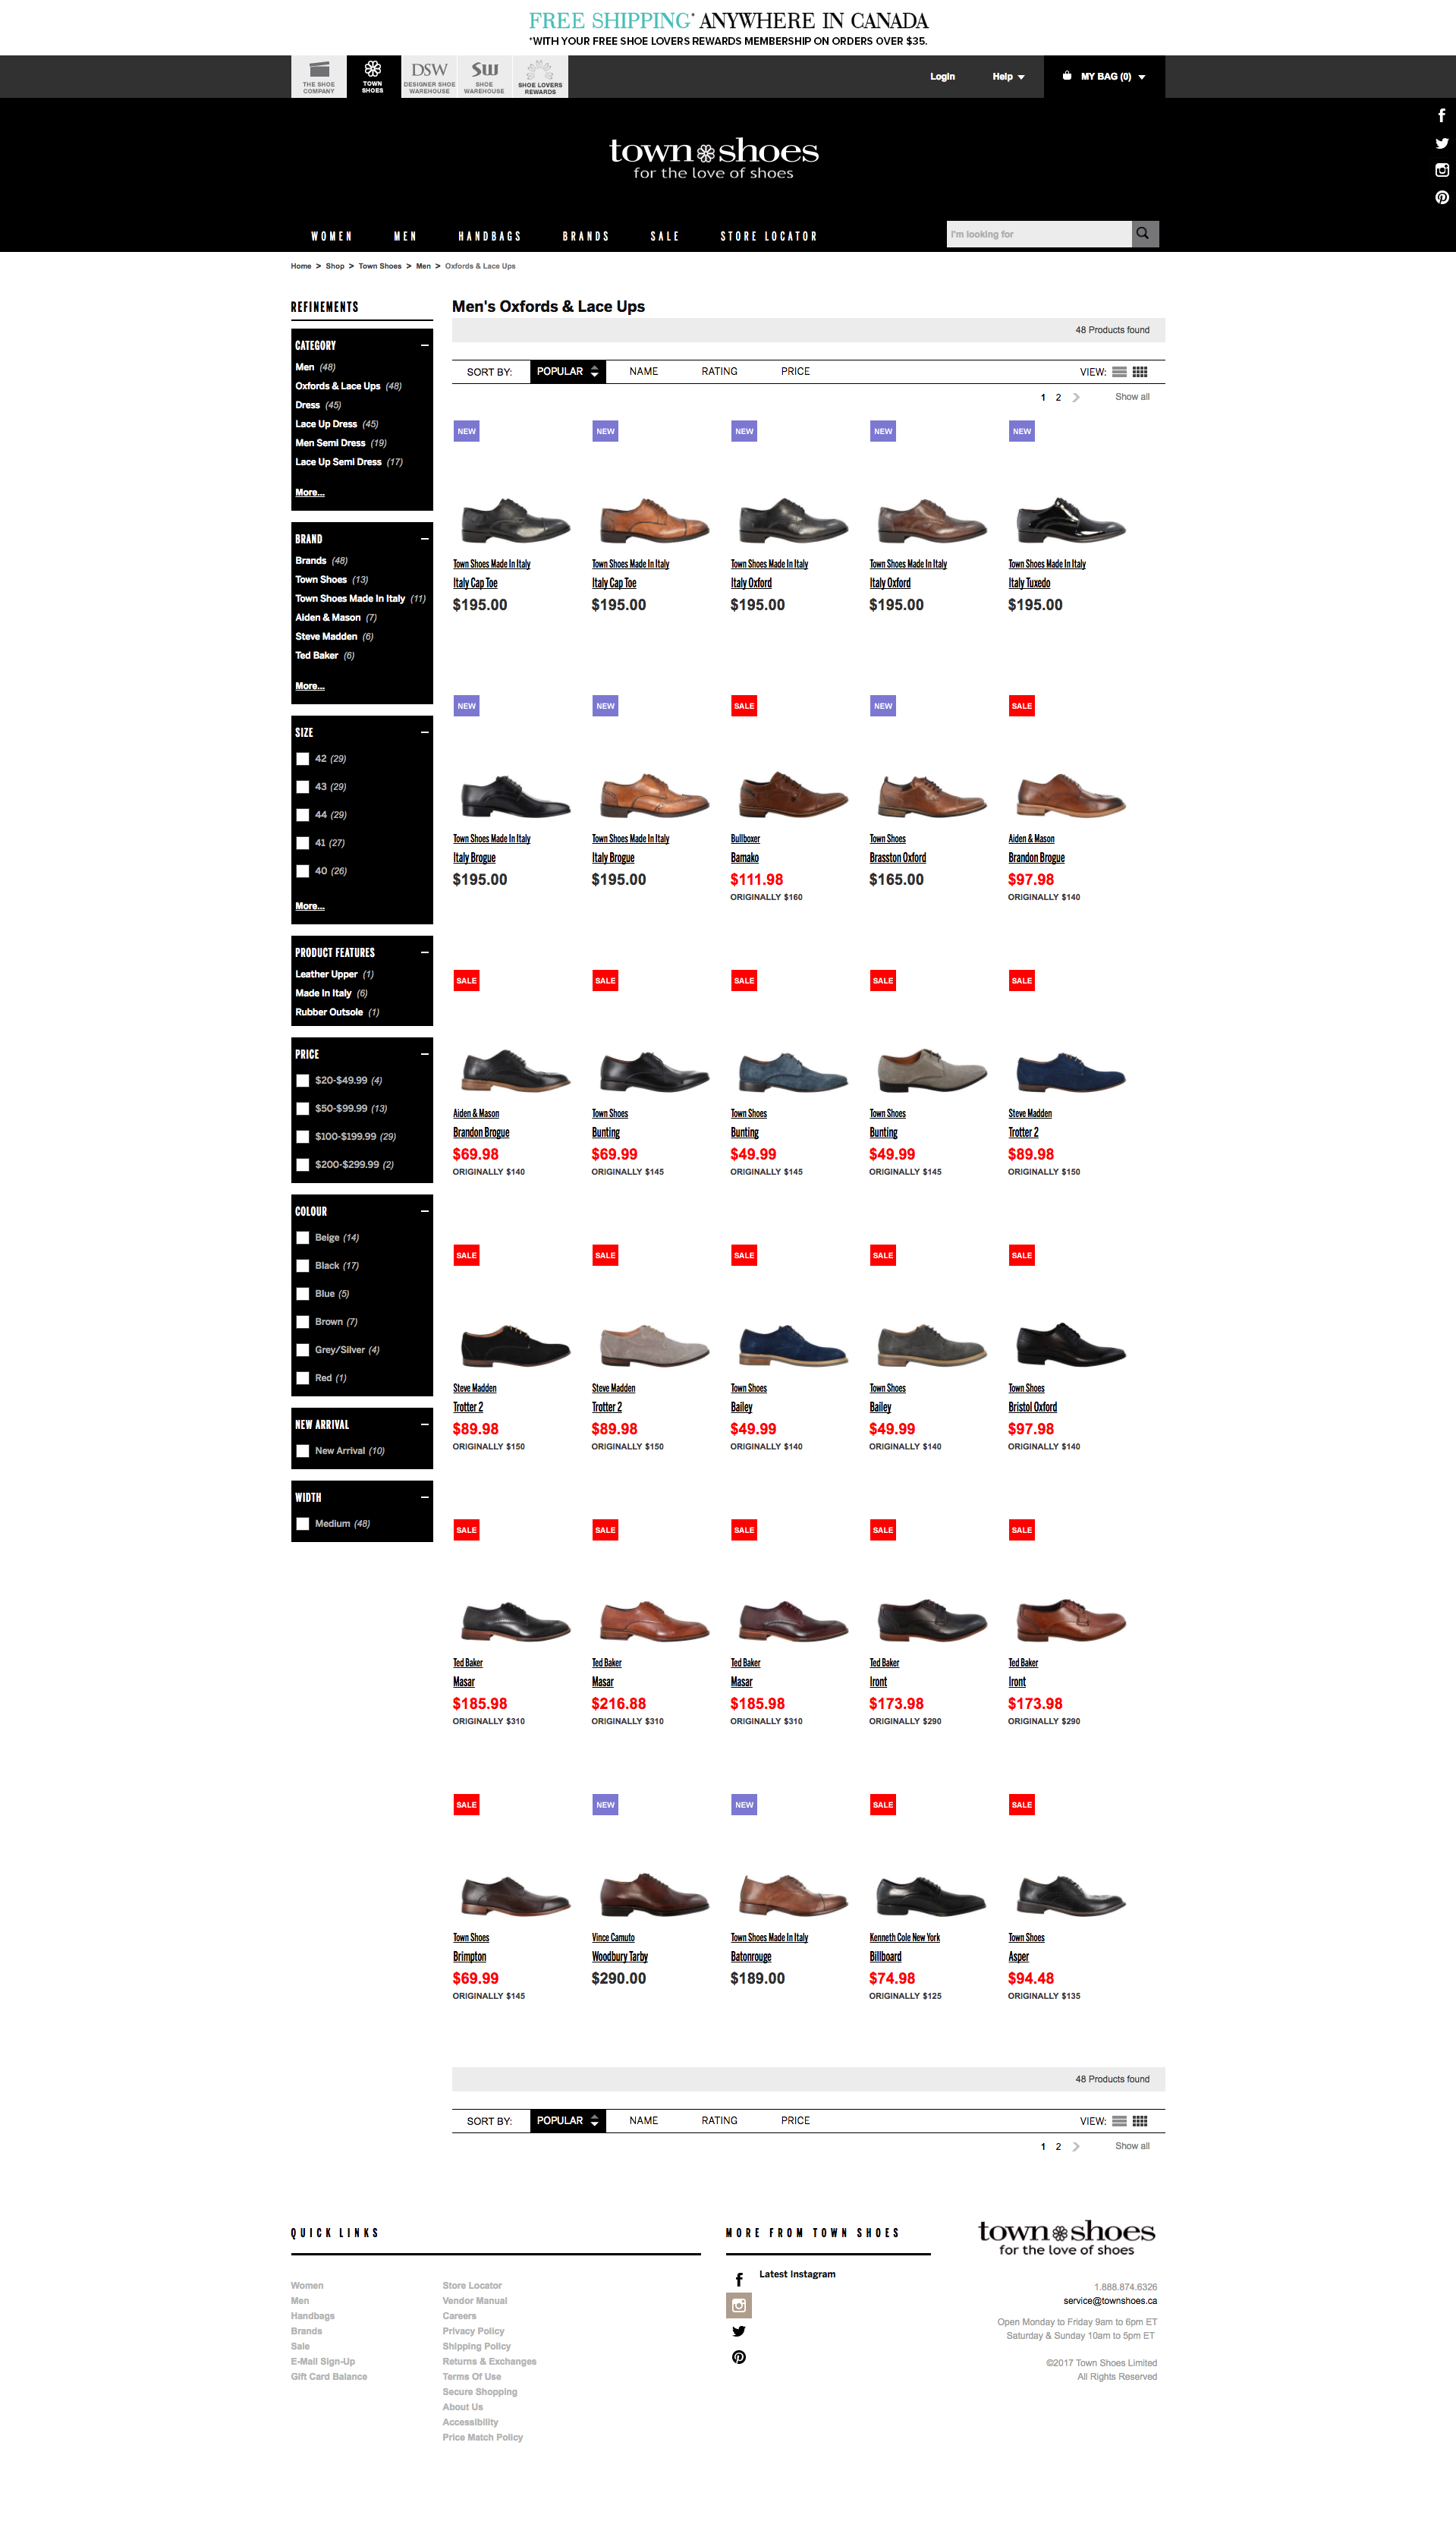 FREE SHIPPING* ANYWHERE IN CANADA
*WITH YOUR FREE SHOE LOVERS REWARDS MEMBERSHIP ON ORDERS OVER $35.
THE SHOE COMPANY
TOWN SHOES
DSW DESIGNER SHOE WAREHOUSE
SW SHOE WAREHOUSE
SHOE LOVERS REWARDS
Login Help MY BAG (0)
town shoes
for the love of shoes
WOMEN MEN HANDBAGS BRANDS SALE STORE LOCATOR
I'm looking for
Home > Shop > Town Shoes > Men > Oxfords & Lace Ups
REFINEMENTS
CATEGORY
Men (48)
Oxfords & Lace Ups (48)
Dress (45)
Lace Up Dress (45)
Men Semi Dress (19)
Lace Up Semi Dress (17)
More...
BRAND
Brands (48)
Town Shoes (13)
Town Shoes Made In Italy (11)
Aiden & Mason (7)
Steve Madden (6)
Ted Baker (6)
More...
SIZE
42 (29)
43 (29)
44 (29)
41 (27)
40 (26)
More...
PRODUCT FEATURES
Leather Upper (1)
Made In Italy (6)
Rubber Outsole (1)
PRICE
$20-$49.99 (4)
$50-$99.99 (13)
$100-$199.99 (29)
$200-$299.99 (2)
COLOUR
Beige (14)
Black (17)
Blue (5)
Brown (7)
Grey/Silver (4)
Red (1)
NEW ARRIVAL
New Arrival (10)
WIDTH
Medium (48)
Men's Oxfords & Lace Ups
48 Products found
SORT BY: POPULAR NAME RATING PRICE VIEW:
1 2 Show all
NEW NEW NEW NEW NEW
Town Shoes Made In Italy Town Shoes Made In Italy Town Shoes Made In Italy Town Shoes Made In Italy Town Shoes Made In Italy
Italy Cap Toe Italy Cap Toe Italy Oxford Italy Oxford Italy Tuxedo
$195.00 $195.00 $195.00 $195.00 $195.00
NEW NEW SALE NEW SALE
Town Shoes Made In Italy Town Shoes Made In Italy Bullboxer Town Shoes Aiden & Mason
Italy Brogue Italy Brogue Bamako Brasston Oxford Brandon Brogue
$195.00 $195.00 $111.98 $165.00 $97.98
ORIGINALLY $160 ORIGINALLY $140
SALE SALE SALE SALE SALE
Aiden & Mason Town Shoes Town Shoes Town Shoes Steve Madden
Brandon Brogue Bunting Bunting Bunting Trotter 2
$69.98 $69.99 $49.99 $49.99 $89.98
ORIGINALLY $140 ORIGINALLY $145 ORIGINALLY $145 ORIGINALLY $145 ORIGINALLY $150
SALE SALE SALE SALE SALE
Steve Madden Steve Madden Town Shoes Town Shoes Town Shoes
Trotter 2 Trotter 2 Bailey Bailey Bristol Oxford
$89.98 $89.98 $49.99 $49.99 $97.98
ORIGINALLY $150 ORIGINALLY $150 ORIGINALLY $140 ORIGINALLY $140 ORIGINALLY $140
SALE SALE SALE SALE SALE
Ted Baker Ted Baker Ted Baker Ted Baker Ted Baker
Masar Masar Masar Iront Iront
$185.98 $216.88 $185.98 $173.98 $173.98
ORIGINALLY $310 ORIGINALLY $310 ORIGINALLY $310 ORIGINALLY $290 ORIGINALLY $290
SALE NEW NEW SALE SALE
Town Shoes Vince Camuto Town Shoes Made In Italy Kenneth Cole New York Town Shoes
Brimpton Woodbury Tarby Batonrouge Billboard Asper
$69.99 $290.00 $189.00 $74.98 $94.48
ORIGINALLY $145 ORIGINALLY $125 ORIGINALLY $135
48 Products found
SORT BY: POPULAR NAME RATING PRICE VIEW:
1 2 Show all
QUICK LINKS
Women
Men
Handbags
Brands
Sale
E-Mail Sign-Up
Gift Card Balance
Store Locator
Vendor Manual
Careers
Privacy Policy
Shipping Policy
Returns & Exchanges
Terms Of Use
Secure Shopping
About Us
Accessibility
Price Match Policy
MORE FROM TOWN SHOES
Latest Instagram
town shoes
for the love of shoes
1.888.874.6326
service@townshoes.ca
Open Monday to Friday 9am to 6pm ET
Saturday & Sunday 10am to 5pm ET
©2017 Town Shoes Limited
All Rights Reserved